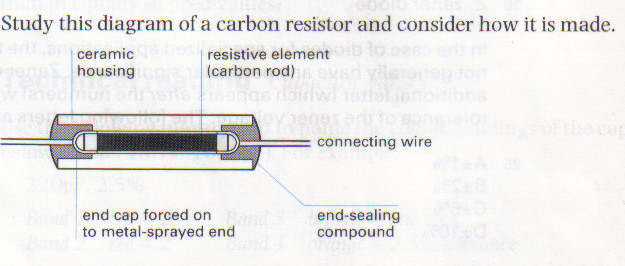 Study this diagram of a carbon resistor and consider how it is made.
ceramic
housing
resistive element
(carbon rod)
connecting wire
end cap forced on
to metal-sprayed end
end-sealing
compound